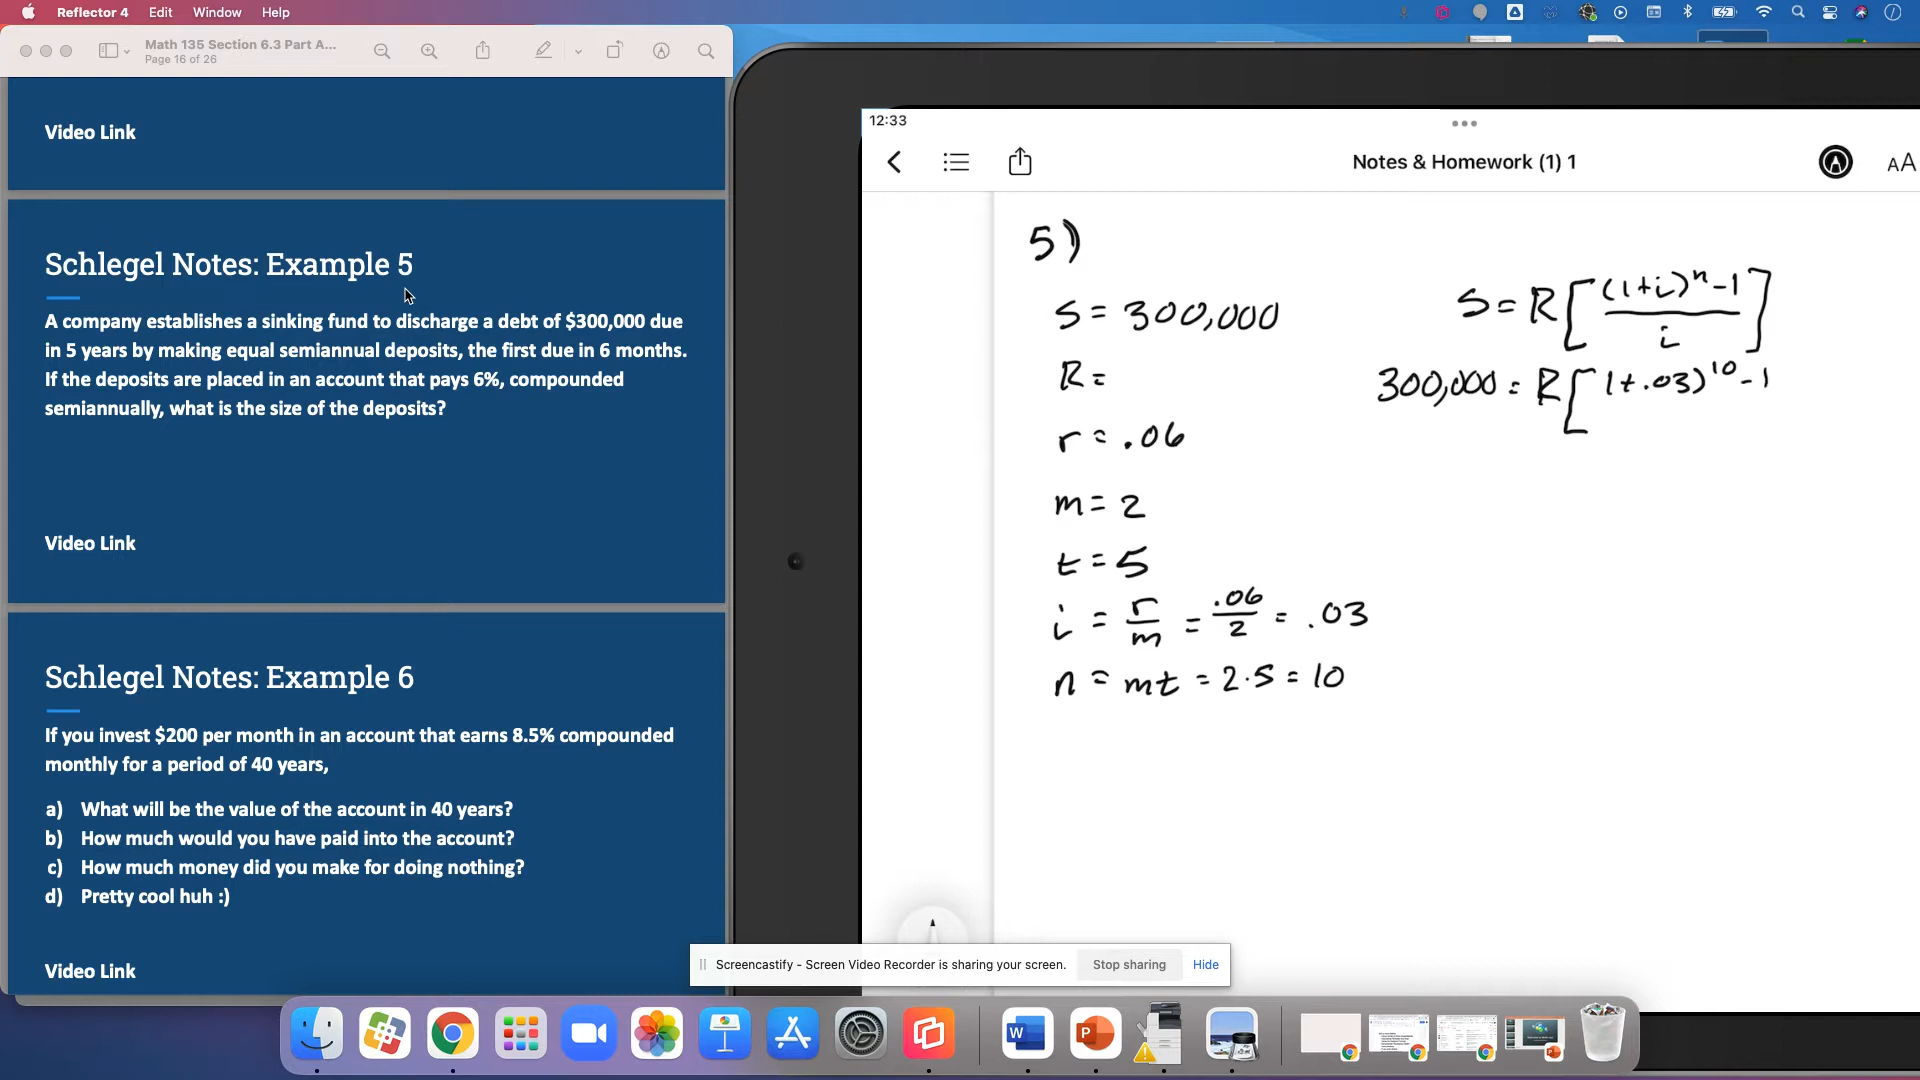 Reflector 4 Edit Window Help
Math 135 Section 6.3 Part A...
Page 16 of 26
Video Link
Schlegel Notes: Example 5
A company establishes a sinking fund to discharge a debt of $300,000 due
in 5 years by making equal semiannual deposits, the first due in 6 months.
If the deposits are placed in an account that pays 6%, compounded
semiannually, what is the size of the deposits?
Video Link
Schlegel Notes: Example 6
If you invest $200 per month in an account that earns 8.5% compounded
monthly for a period of 40 years,
a) What will be the value of the account in 40 years?
b) How much would you have paid into the account?
c) How much money did you make for doing nothing?
d) Pretty cool huh :)
Video Link
12:33
Notes & Homework (1) 1
AA
5)
S = 300,000
R =
r = .06
m = 2
t = 5
i = r/m = .06/2 = .03
n = mt = 2·5 = 10
S = R[((1+i)^n - 1)/i]
300,000 = R[(1+.03)^10 - 1
Screencastify - Screen Video Recorder is sharing your screen. Stop sharing Hide